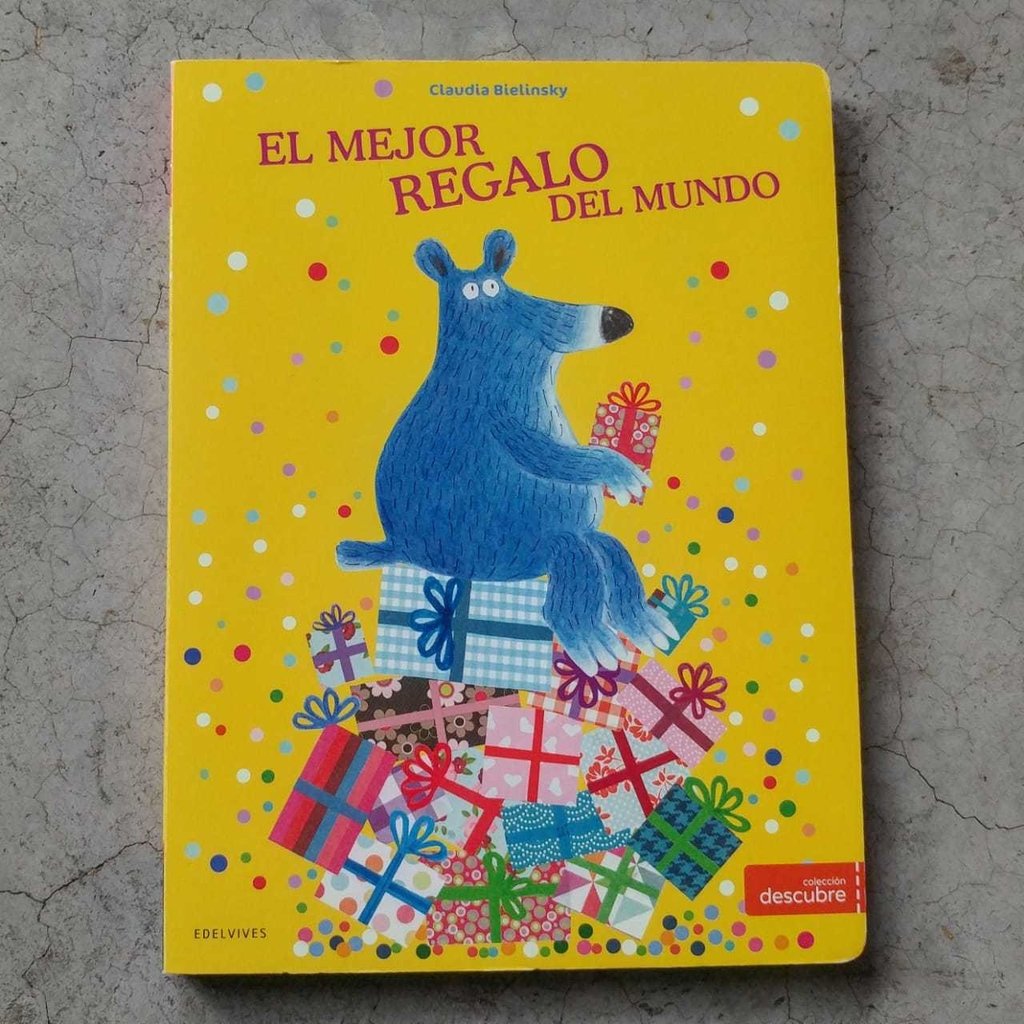 Claudia Bielinsky
EL MEJOR
REGALO
DEL MUNDO
colección
descubre
EDELVIVES